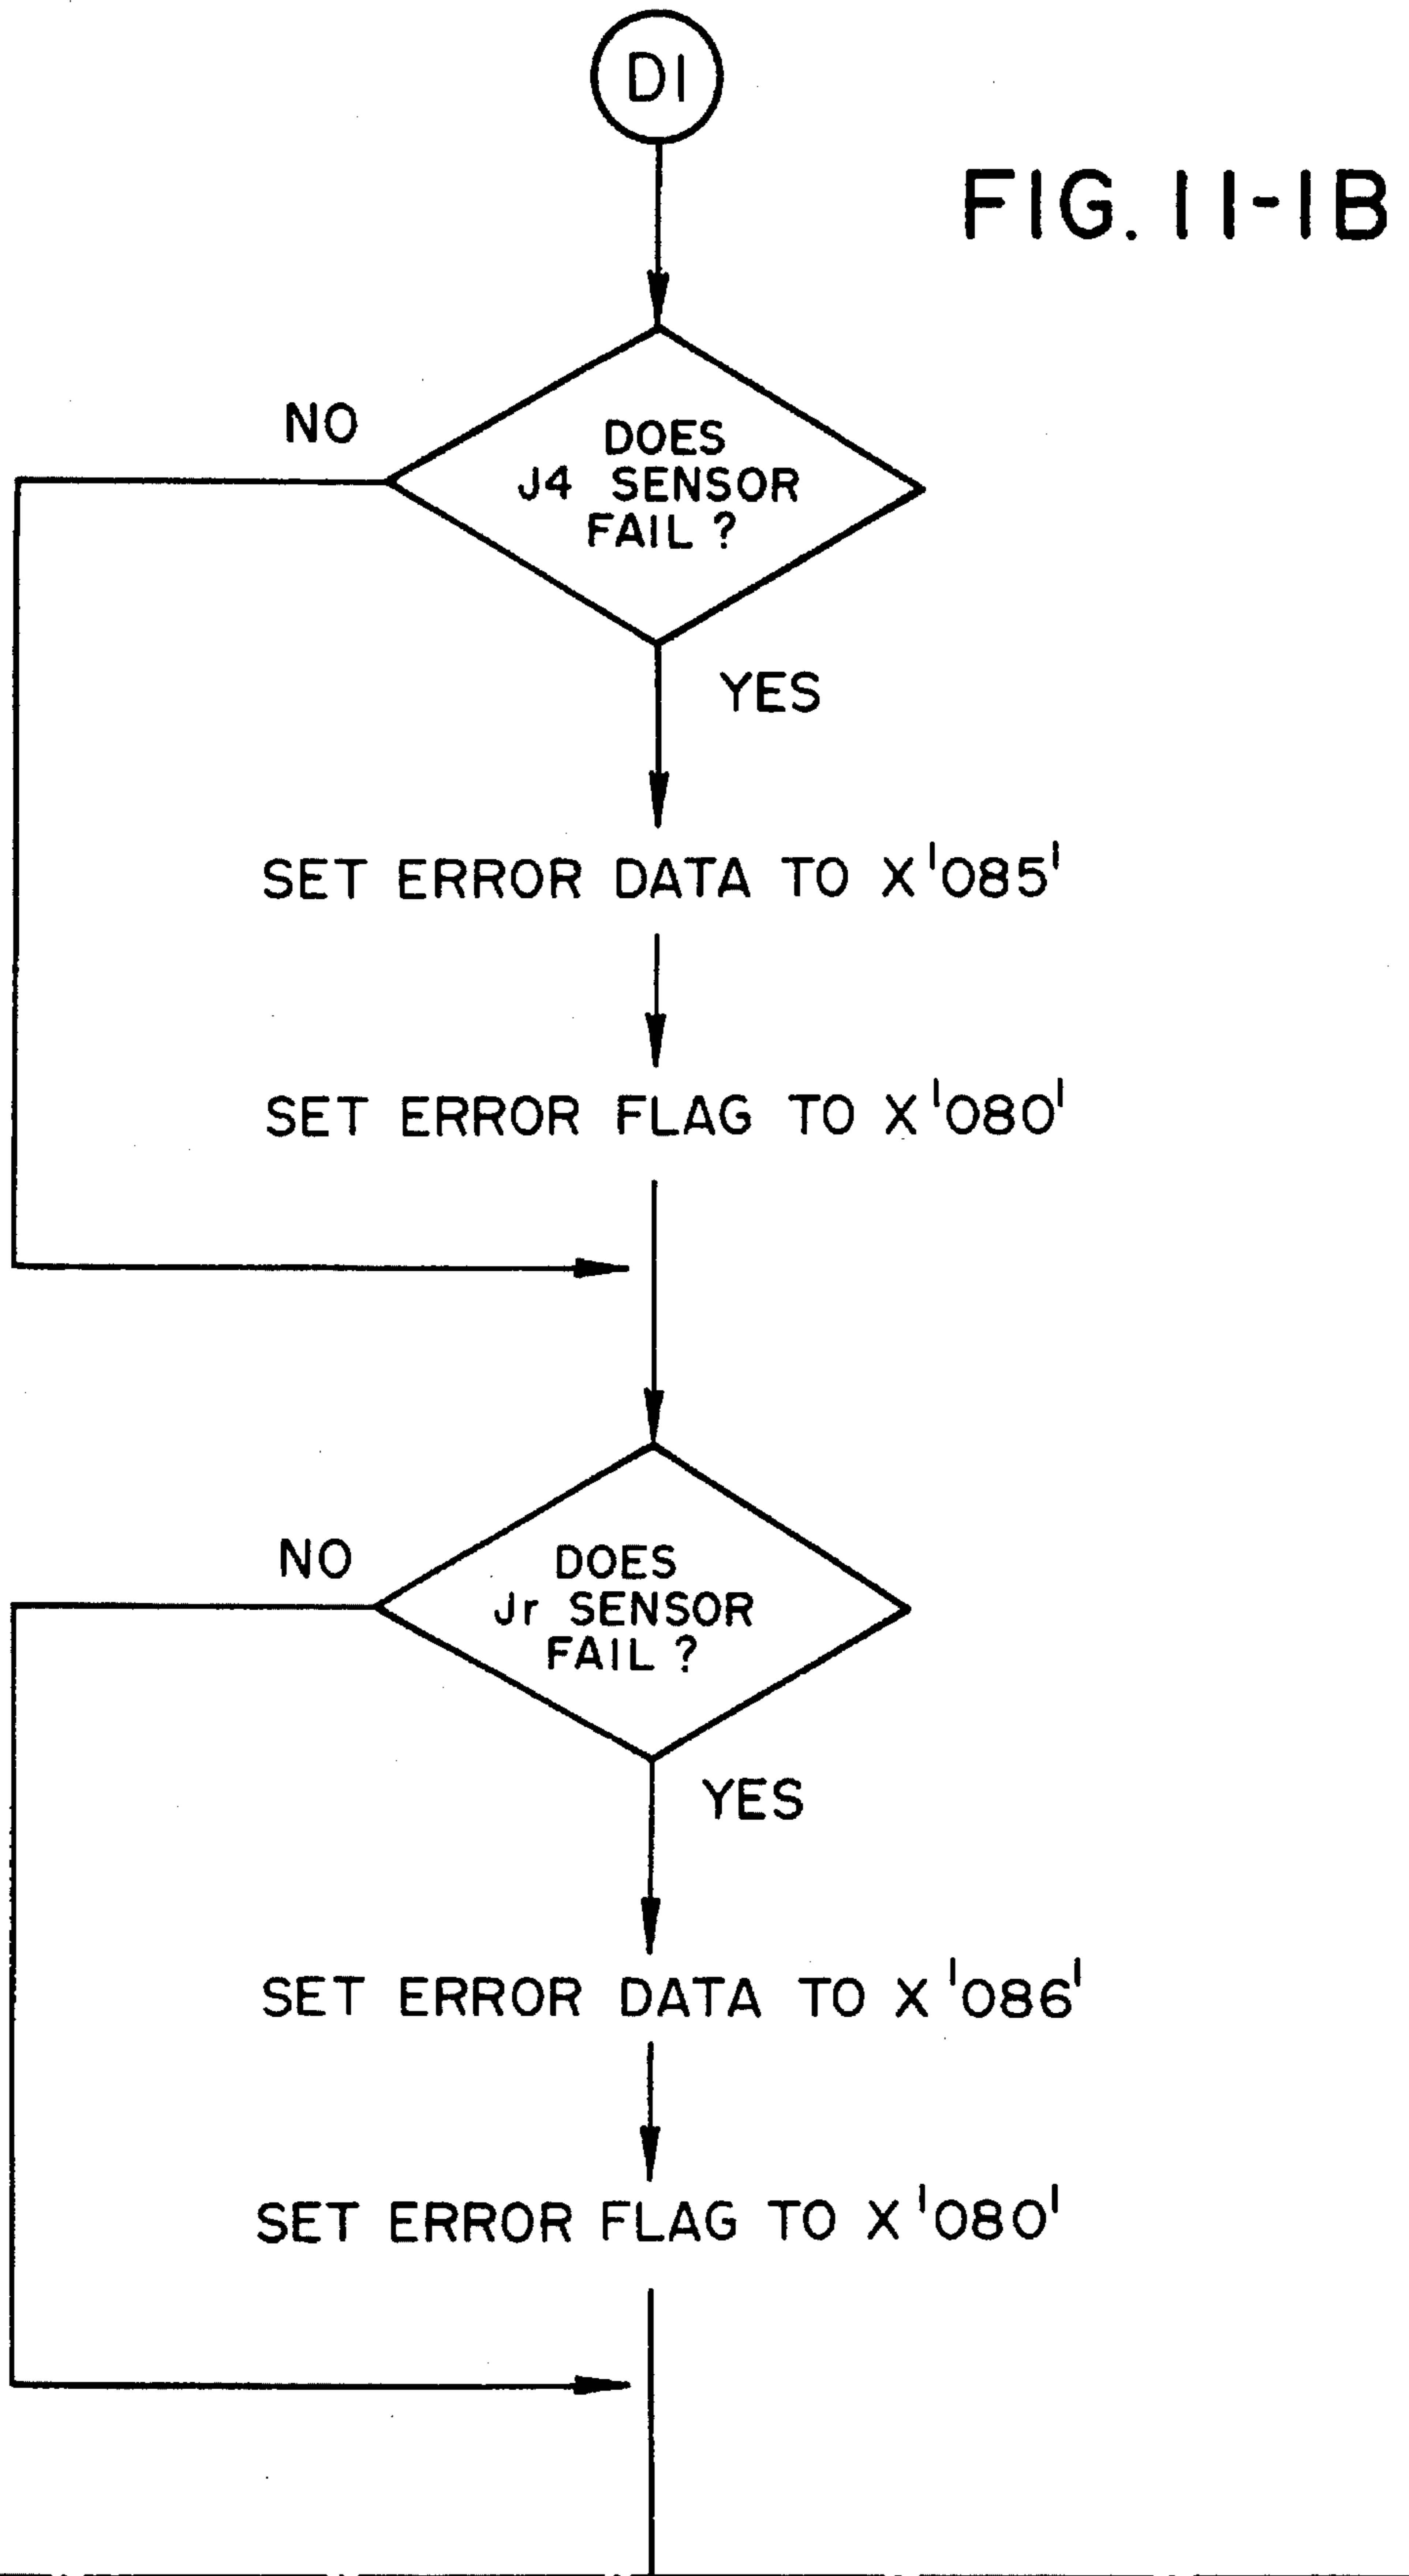 D1
FIG. 11-1B
NO
DOES
J4 SENSOR
FAIL ?
YES
SET ERROR DATA TO X'085'
SET ERROR FLAG TO X'080'
NO
DOES
Jr SENSOR
FAIL ?
YES
SET ERROR DATA TO X'086'
SET ERROR FLAG TO X'080'